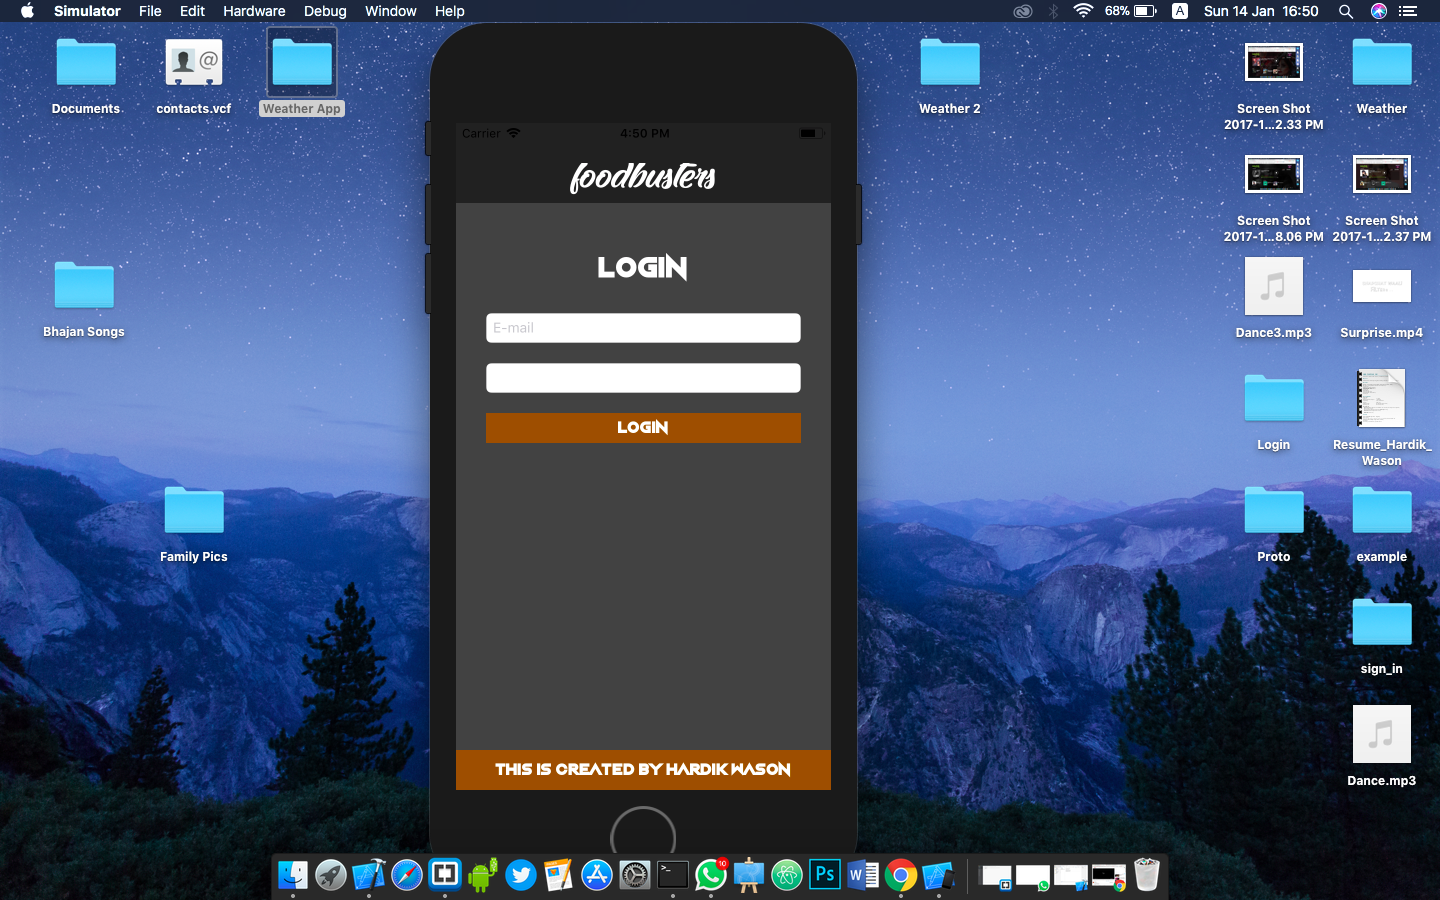 Simulator File Edit Hardware Debug Window Help
68% A Sun 14 Jan 16:50
Documents
contacts.vcf
Weather App
Weather 2
Screen Shot
2017-1...2.33 PM
Weather
Carrier
4:50 PM
foodbusters
Screen Shot
2017-1...8.06 PM
Screen Shot
2017-1...2.37 PM
LOGIN
Bhajan Songs
E-mail
Dance3.mp3
Surprise.mp4
LOGIN
Login
Resume_Hardik_
Wason
Family Pics
Proto
example
sign_in
THIS IS CREATED BY HARDIK WASON
Dance.mp3
10
Ps
W